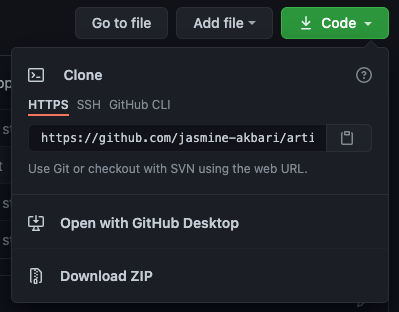 Go to file Add file Code
Clone
HTTPS SSH GitHub CLI
https://github.com/jasmine-akbari/arti
Use Git or checkout with SVN using the web URL.
Open with GitHub Desktop
Download ZIP